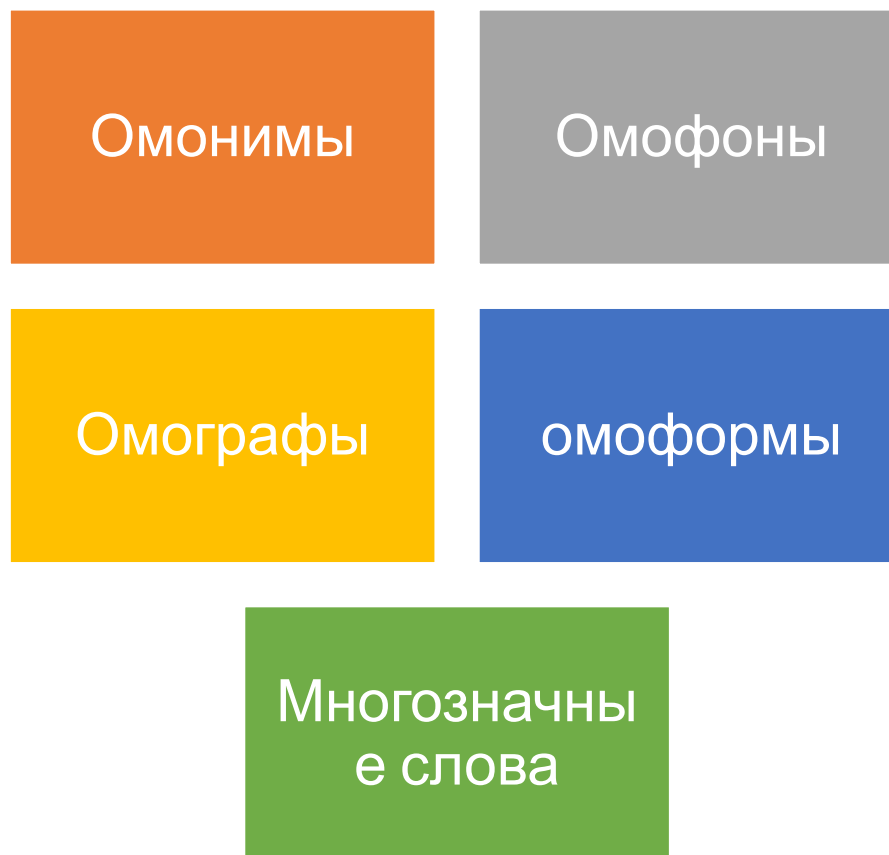 Омонимы
Омофоны
Омографы
омоформы
Многозначны
е слова